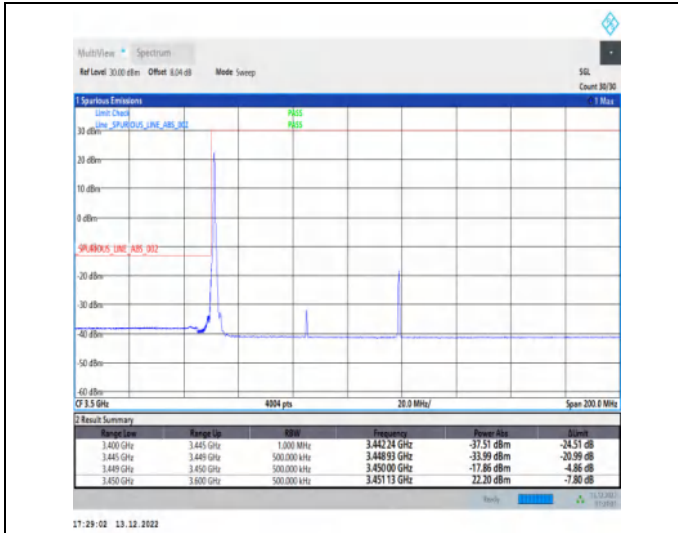 MultiView Spectrum
Ref Level 30.00 dBm Offset 8.04 dB Mode Sweep SGL
Count 30/30
1 Spurious Emissions 1 Max
Limit Check PASS
Line _SPURIOUS_LINE_ABS_002 PASS
30 dBm
20 dBm
10 dBm
0 dBm
_SPURIOUS_LINE_ABS_002
-20 dBm
-30 dBm
-40 dBm
-50 dBm
-60 dBm
CF 3.5 GHz 4004 pts 20.0 MHz/ Span 200.0 MHz
2 Result Summary
Range Low Range Up RBW Frequency Power Abs ΔLimit
3.400 GHz 3.445 GHz 1.000 MHz 3.442 24 GHz -37.51 dBm -24.51 dB
3.445 GHz 3.449 GHz 500.000 kHz 3.448 93 GHz -33.99 dBm -20.99 dB
3.449 GHz 3.450 GHz 500.000 kHz 3.450 00 GHz -17.86 dBm -4.86 dB
3.450 GHz 3.600 GHz 500.000 kHz 3.451 13 GHz 22.20 dBm -7.80 dB
Ready
17:29:02 13.12.2022